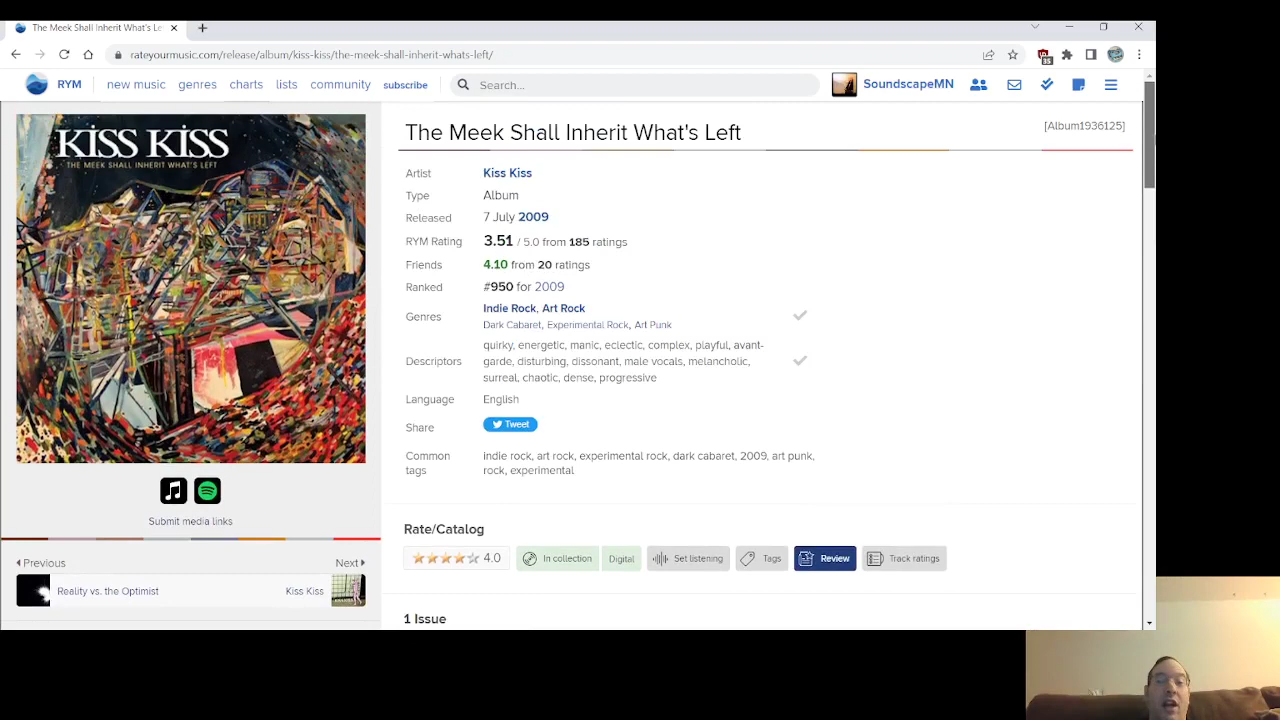 The Meek Shall Inherit What's Le
rateyourmusic.com/release/album/kiss-kiss/the-meek-shall-inherit-whats-left/
35
RYM new music genres charts lists community subscribe Search... SoundscapeMN
KiSS KiSS
THE MEEK SHALL INHERIT WHAT'S LEFT
The Meek Shall Inherit What's Left [Album1936125]
Artist Kiss Kiss
Type Album
Released 7 July 2009
RYM Rating 3.51 / 5.0 from 185 ratings
Friends 4.10 from 20 ratings
Ranked #950 for 2009
Genres Indie Rock, Art Rock
Dark Cabaret, Experimental Rock, Art Punk
Descriptors quirky, energetic, manic, eclectic, complex, playful, avant-
garde, disturbing, dissonant, male vocals, melancholic,
surreal, chaotic, dense, progressive
Language English
Share Tweet
Common tags indie rock, art rock, experimental rock, dark cabaret, 2009, art punk,
rock, experimental
Submit media links
Rate/Catalog
4.0 In collection Digital Set listening Tags Review Track ratings
Previous Next
Reality vs. the Optimist Kiss Kiss
1 Issue